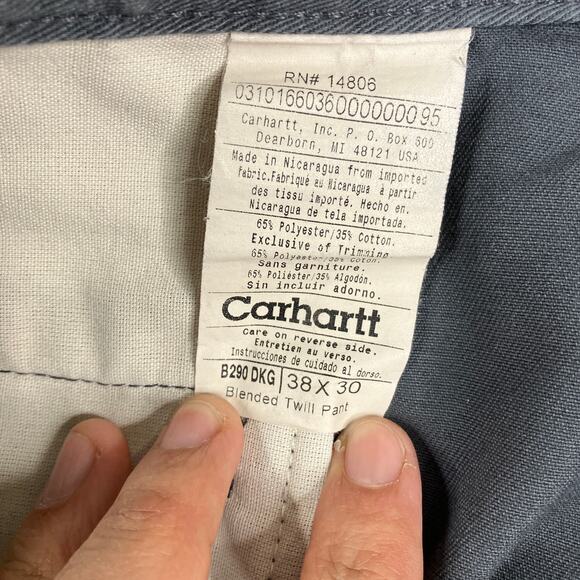 RN# 14806
031016603600000000095
Carhartt, Inc. P. O. Box 600
Dearborn, MI 48121 USA
Made in Nicaragua from imported
Fabric.Fabriqué au Nicaragua à partir
des tissu importé. Hecho en.
Nicaragua de tela importada.
65% Polyester/35% Cotton.
Exclusive of Trimming
65% Polyester/35% Coton.
Sans garniture.
65% Poliéster/35% Algodón.
Sin incluir adorno.
Carhartt
Care on reverse side.
Entretien au verso.
Instrucciones de cuidado al dorso.
B290 DKG 38 X 30
Blended Twill Pant